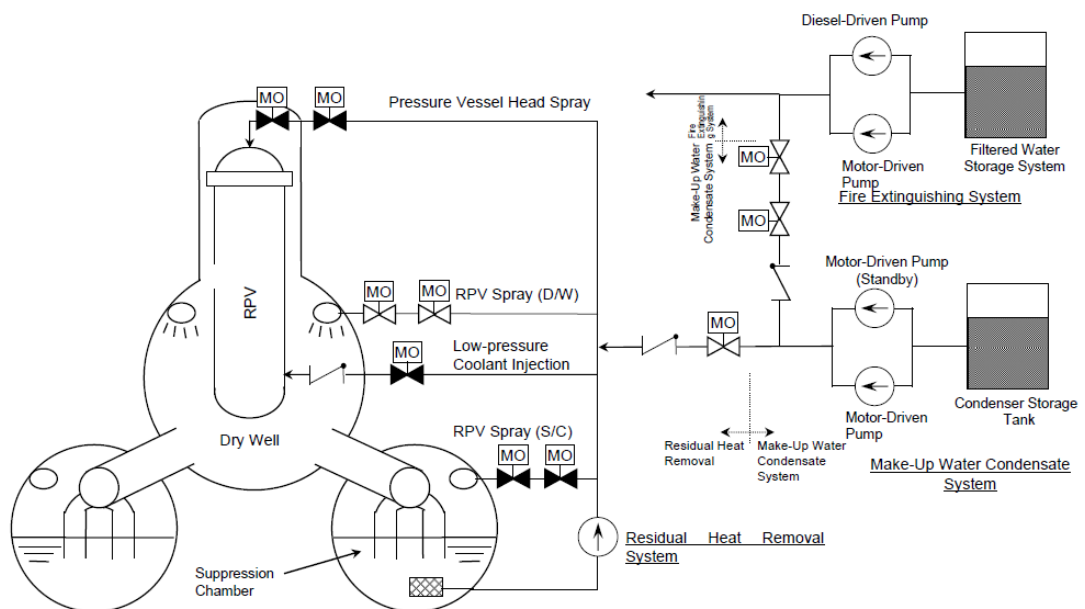 Diesel-Driven Pump
MO
MO
Pressure Vessel Head Spray
Fire
Extinguishin
g System
Make-Up Water
Condensate System
MO
Motor-Driven
Pump
Filtered Water
Storage System
Fire Extinguishing System
MO
RPV
MO
MO
RPV Spray (D/W)
Motor-Driven Pump
(Standby)
MO
MO
Low-pressure
Coolant Injection
Dry Well
RPV Spray (S/C)
MO
MO
Residual Heat
Removal
Make-Up Water
Condensate
System
Motor-Driven
Pump
Condenser Storage
Tank
Make-Up Water Condensate
System
Residual Heat Removal
System
Suppression
Chamber